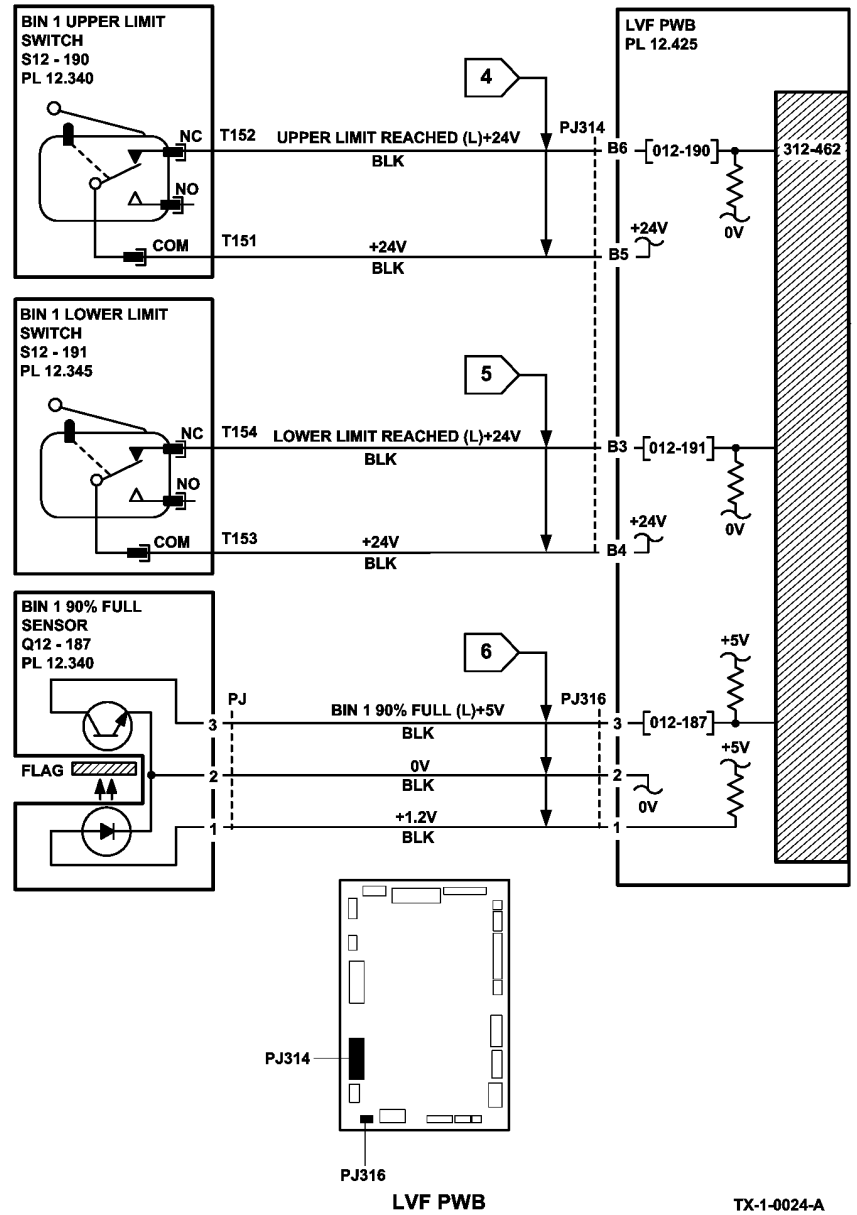 BIN 1 UPPER LIMIT
SWITCH
S12 - 190
PL 12.340
LVF PWB
PL 12.425
4
NC
T152
UPPER LIMIT REACHED (L)+24V
BLK
PJ314
B6
[012-190]
312-462
0V
NO
COM
T151
+24V
BLK
B5
+24V
BIN 1 LOWER LIMIT
SWITCH
S12 - 191
PL 12.345
5
NC
T154
LOWER LIMIT REACHED (L)+24V
BLK
B3
[012-191]
0V
NO
COM
T153
+24V
BLK
B4
+24V
BIN 1 90% FULL
SENSOR
Q12 - 187
PL 12.340
6
+5V
PJ
3
BIN 1 90% FULL (L)+5V
BLK
PJ316
3
[012-187]
+5V
FLAG
2
0V
BLK
2
0V
1
+1.2V
BLK
1
PJ314
PJ316
LVF PWB
TX-1-0024-A